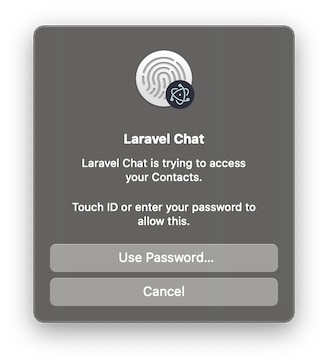 Laravel Chat
Laravel Chat is trying to access
your Contacts.
Touch ID or enter your password to
allow this.
Use Password...
Cancel